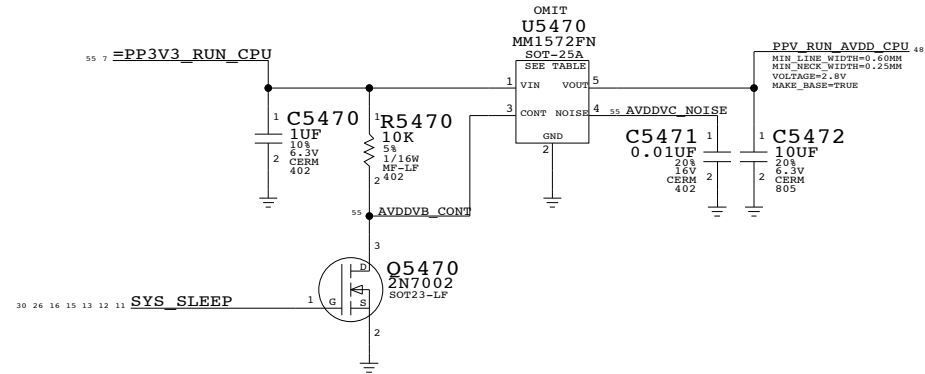 OMIT
U5470
MM1572FN
SOT-25A
SEE TABLE
55 7 =PP3V3_RUN_CPU
PPV_RUN_AVDD_CPU 48
MIN_LINE_WIDTH=0.60MM
MIN_NECK_WIDTH=0.25MM
VOLTAGE=2.8V
MAKE_BASE=TRUE
1 VIN VOUT 5
3 CONT NOISE 4
GND
2
55 AVDDVC_NOISE
1 C5470
1UF
10%
6.3V
2 CERM
402
1 R5470
10K
5%
1/16W
MF-LF
2 402
C5471 1
0.01UF
20%
16V
CERM 2
402
1 C5472
10UF
20%
6.3V
2 CERM
805
55 AVDDVB_CONT
3
D
Q5470
2N7002
SOT23-LF
30 26 16 15 13 12 11 SYS_SLEEP
1 G S
2